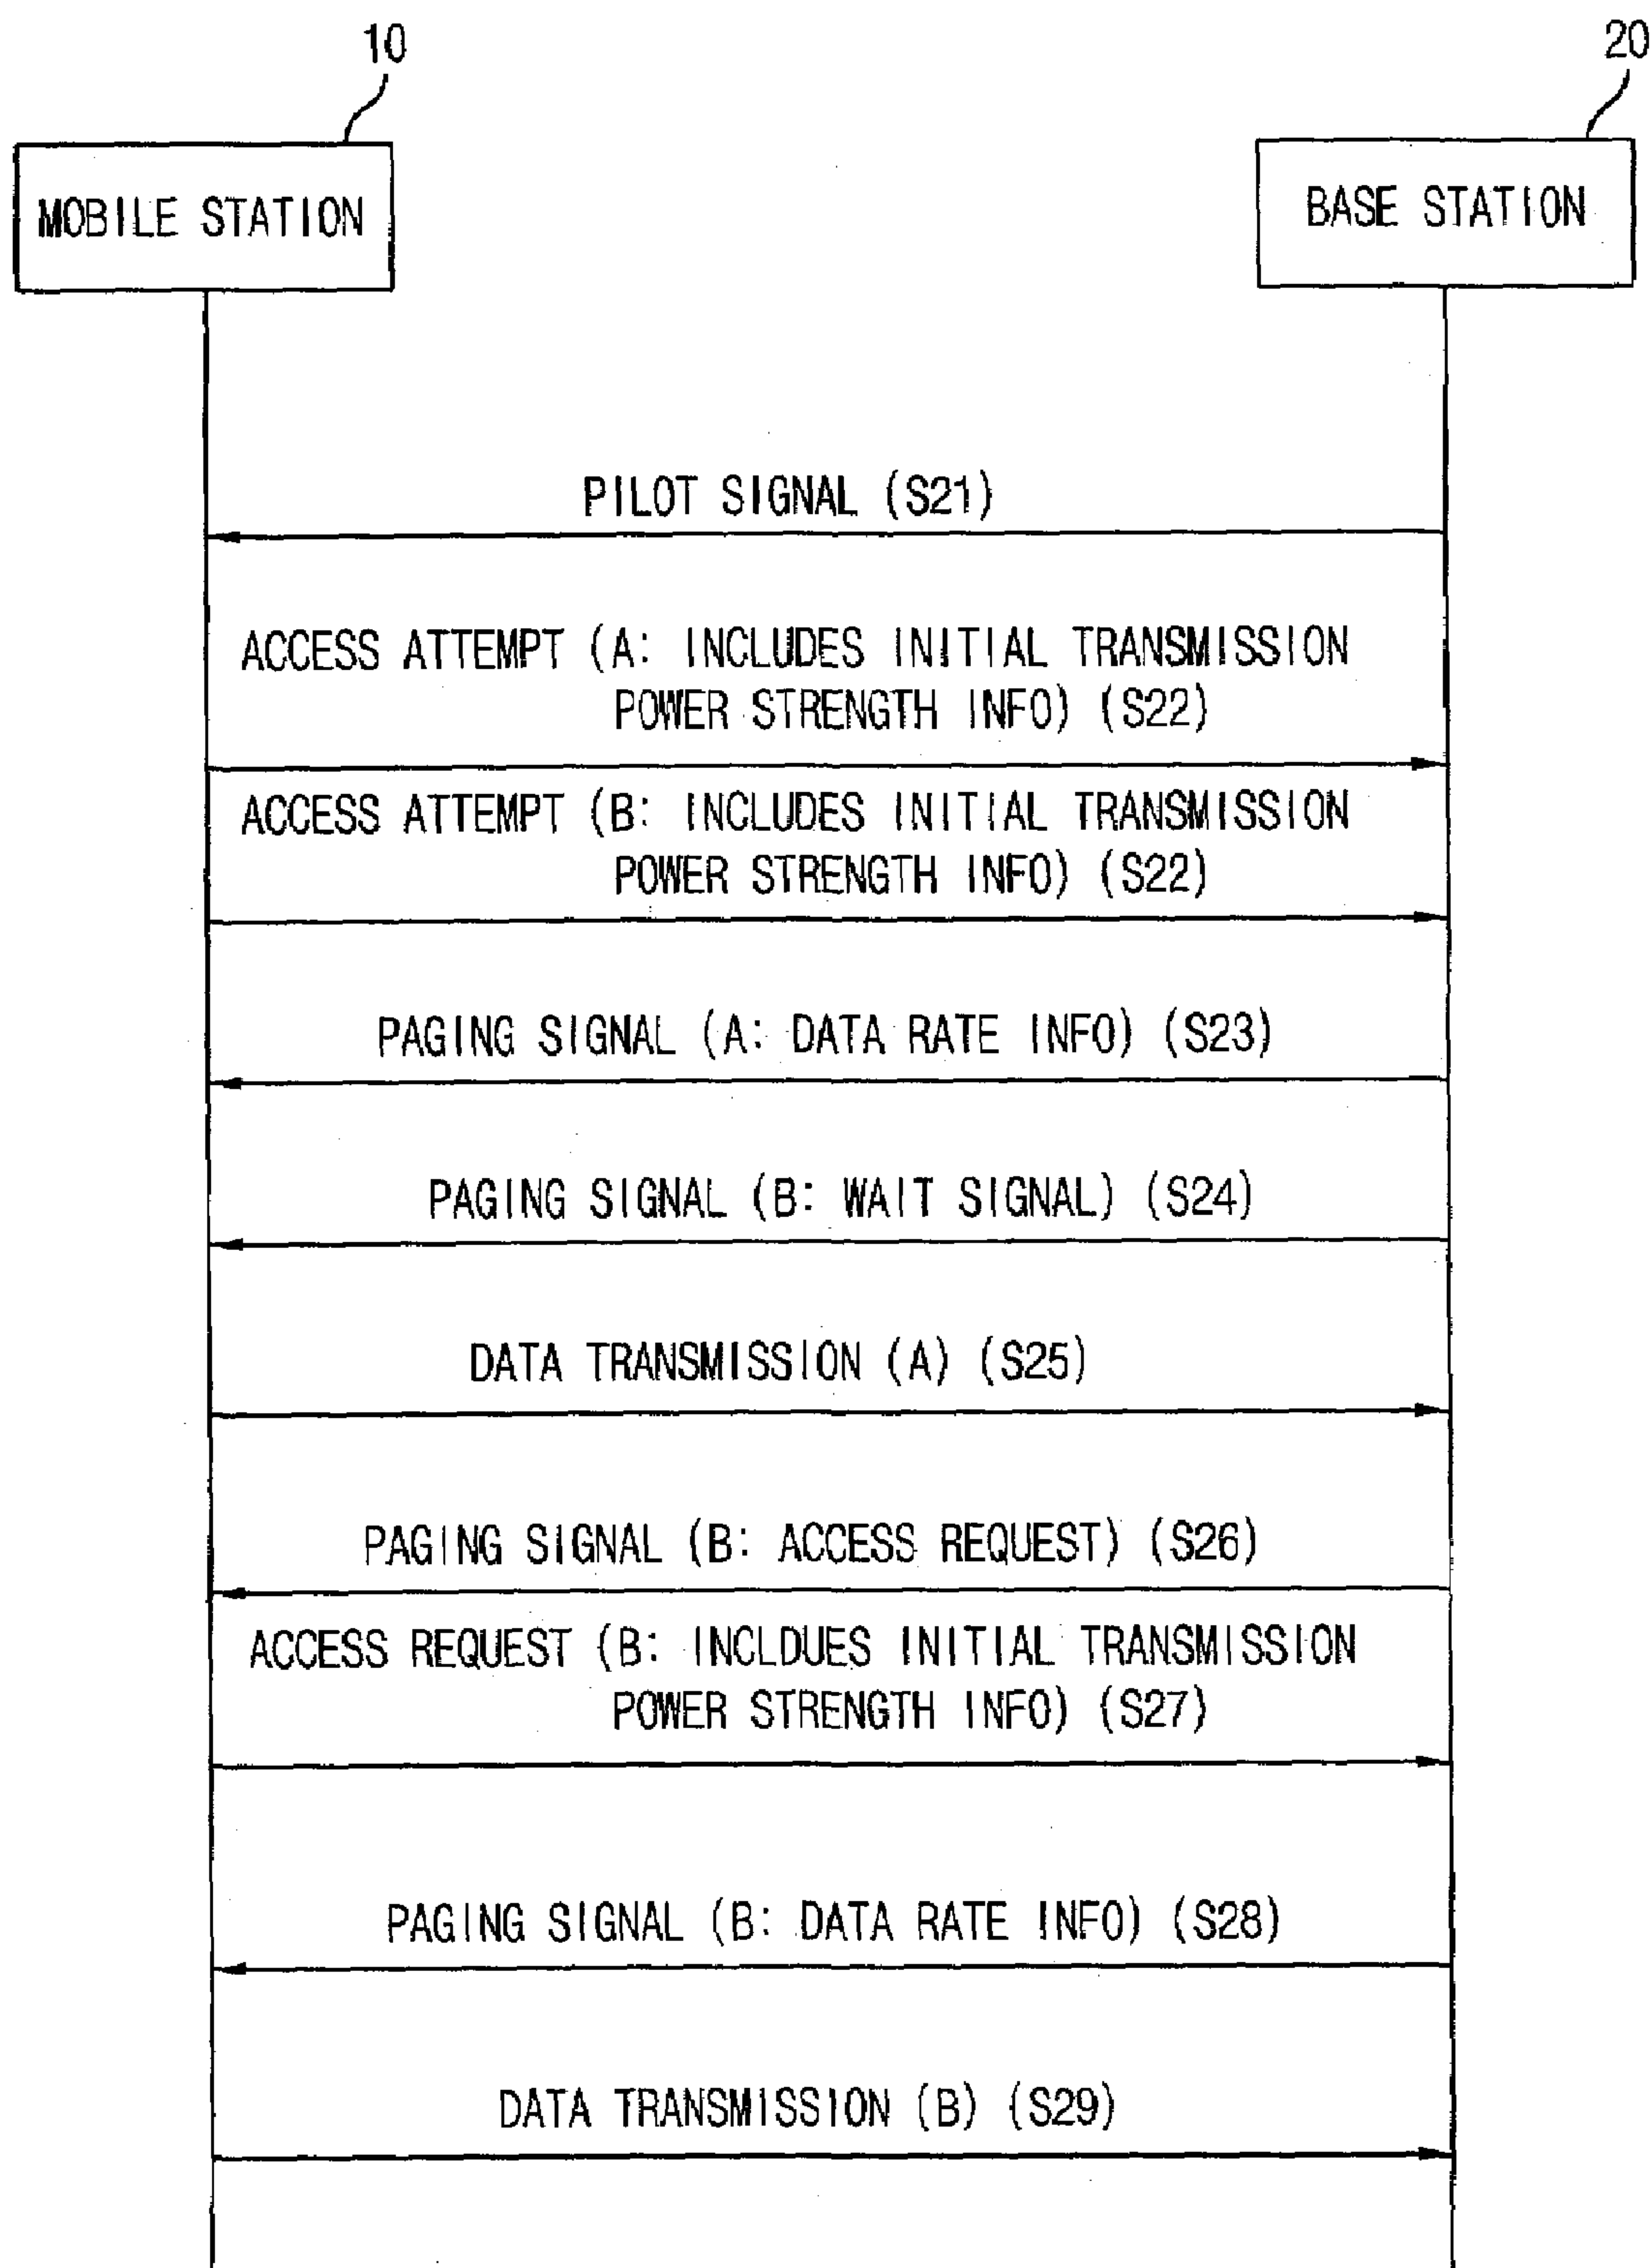 10
20
MOBILE STATION
BASE STATION
PILOT SIGNAL (S21)
ACCESS ATTEMPT (A: INCLUDES INITIAL TRANSMISSION
POWER STRENGTH INFO) (S22)
ACCESS ATTEMPT (B: INCLUDES INITIAL TRANSMISSION
POWER STRENGTH INFO) (S22)
PAGING SIGNAL (A: DATA RATE INFO) (S23)
PAGING SIGNAL (B: WAIT SIGNAL) (S24)
DATA TRANSMISSION (A) (S25)
PAGING SIGNAL (B: ACCESS REQUEST) (S26)
ACCESS REQUEST (B: INCLDUES INITIAL TRANSMISSION
POWER STRENGTH INFO) (S27)
PAGING SIGNAL (B: DATA RATE INFO) (S28)
DATA TRANSMISSION (B) (S29)